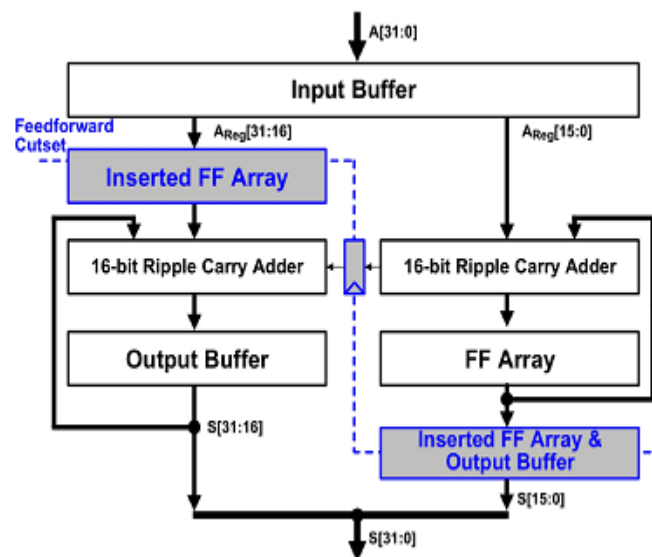 A[31:0]
Input Buffer
Feedforward
Cutset
AReg[31:16]
AReg[15:0]
Inserted FF Array
16-bit Ripple Carry Adder
16-bit Ripple Carry Adder
Output Buffer
FF Array
S[31:16]
Inserted FF Array &
Output Buffer
S[15:0]
S[31:0]